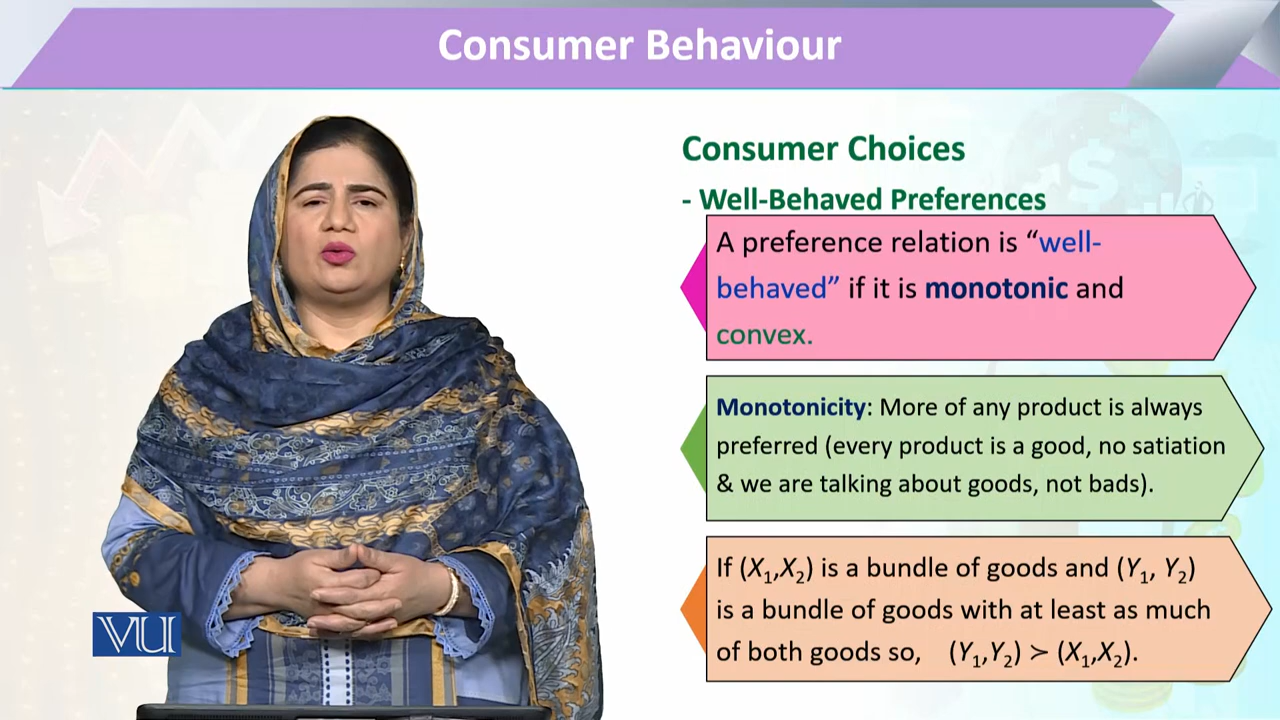 Consumer Behaviour
Consumer Choices
- Well-Behaved Preferences
A preference relation is “well-
behaved” if it is monotonic and
convex.
Monotonicity: More of any product is always
preferred (every product is a good, no satiation
& we are talking about goods, not bads).
If (X₁,X₂) is a bundle of goods and (Y₁, Y₂)
is a bundle of goods with at least as much
of both goods so, (Y₁,Y₂) ≻ (X₁,X₂).
VU